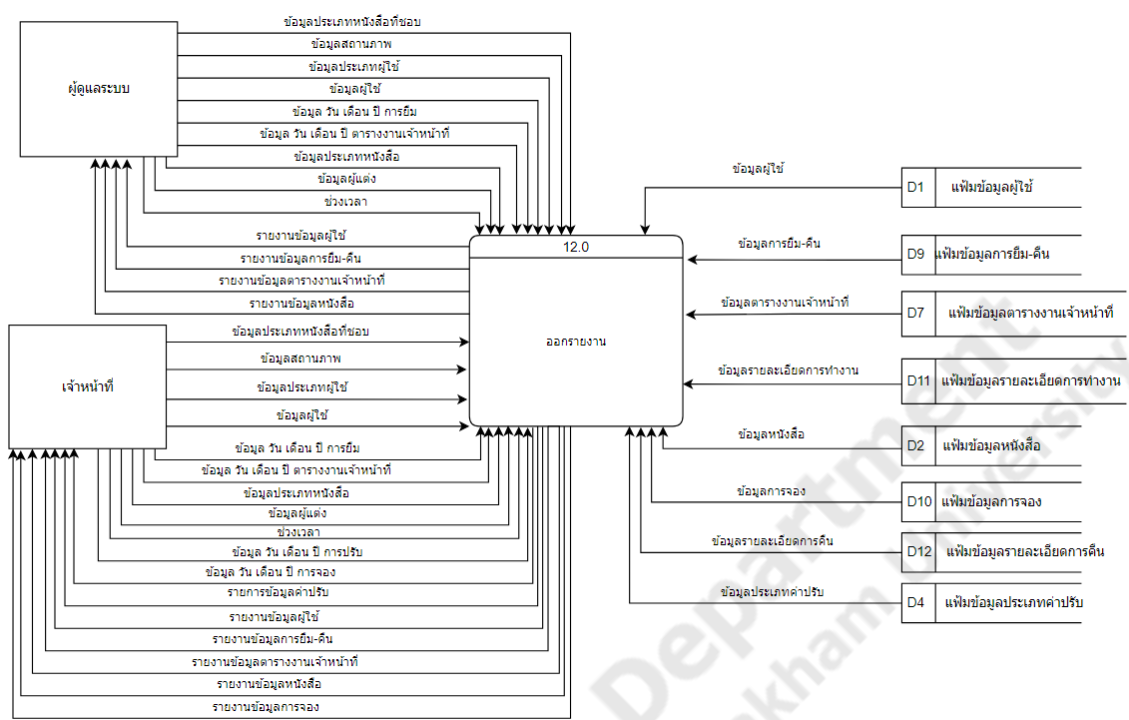 ข้อมูลประเภทหนังสือที่ชอบ
ข้อมูลสถานภาพ
ข้อมูลประเภทผู้ใช้
ข้อมูลผู้ใช้
ข้อมูล วัน เดือน ปี การยืม
ข้อมูล วัน เดือน ปี ตารางงานเจ้าหน้าที่
ข้อมูลประเภทหนังสือ
ข้อมูลผู้แต่ง
ช่วงเวลา
ผู้ดูแลระบบ
รายงานข้อมูลผู้ใช้
รายงานข้อมูลการยืม-คืน
รายงานข้อมูลตารางงานเจ้าหน้าที่
รายงานข้อมูลหนังสือ
12.0
ออกรายงาน
เจ้าหน้าที่
ข้อมูลประเภทหนังสือที่ชอบ
ข้อมูลสถานภาพ
ข้อมูลประเภทผู้ใช้
ข้อมูลผู้ใช้
ข้อมูล วัน เดือน ปี การยืม
ข้อมูล วัน เดือน ปี ตารางงานเจ้าหน้าที่
ข้อมูลประเภทหนังสือ
ข้อมูลผู้แต่ง
ช่วงเวลา
ข้อมูล วัน เดือน ปี การปรับ
ข้อมูล วัน เดือน ปี การจอง
รายการข้อมูลค่าปรับ
รายงานข้อมูลผู้ใช้
รายงานข้อมูลการยืม-คืน
รายงานข้อมูลตารางงานเจ้าหน้าที่
รายงานข้อมูลหนังสือ
รายงานข้อมูลการจอง
ข้อมูลผู้ใช้
D1 แฟ้มข้อมูลผู้ใช้
ข้อมูลการยืม-คืน
D9 แฟ้มข้อมูลการยืม-คืน
ข้อมูลตารางงานเจ้าหน้าที่
D7 แฟ้มข้อมูลตารางงานเจ้าหน้าที่
ข้อมูลรายละเอียดการทำงาน
D11 แฟ้มข้อมูลรายละเอียดการทำงาน
ข้อมูลหนังสือ
D2 แฟ้มข้อมูลหนังสือ
ข้อมูลการจอง
D10 แฟ้มข้อมูลการจอง
ข้อมูลรายละเอียดการคืน
D12 แฟ้มข้อมูลรายละเอียดการคืน
ข้อมูลประเภทค่าปรับ
D4 แฟ้มข้อมูลประเภทค่าปรับ
Department
University